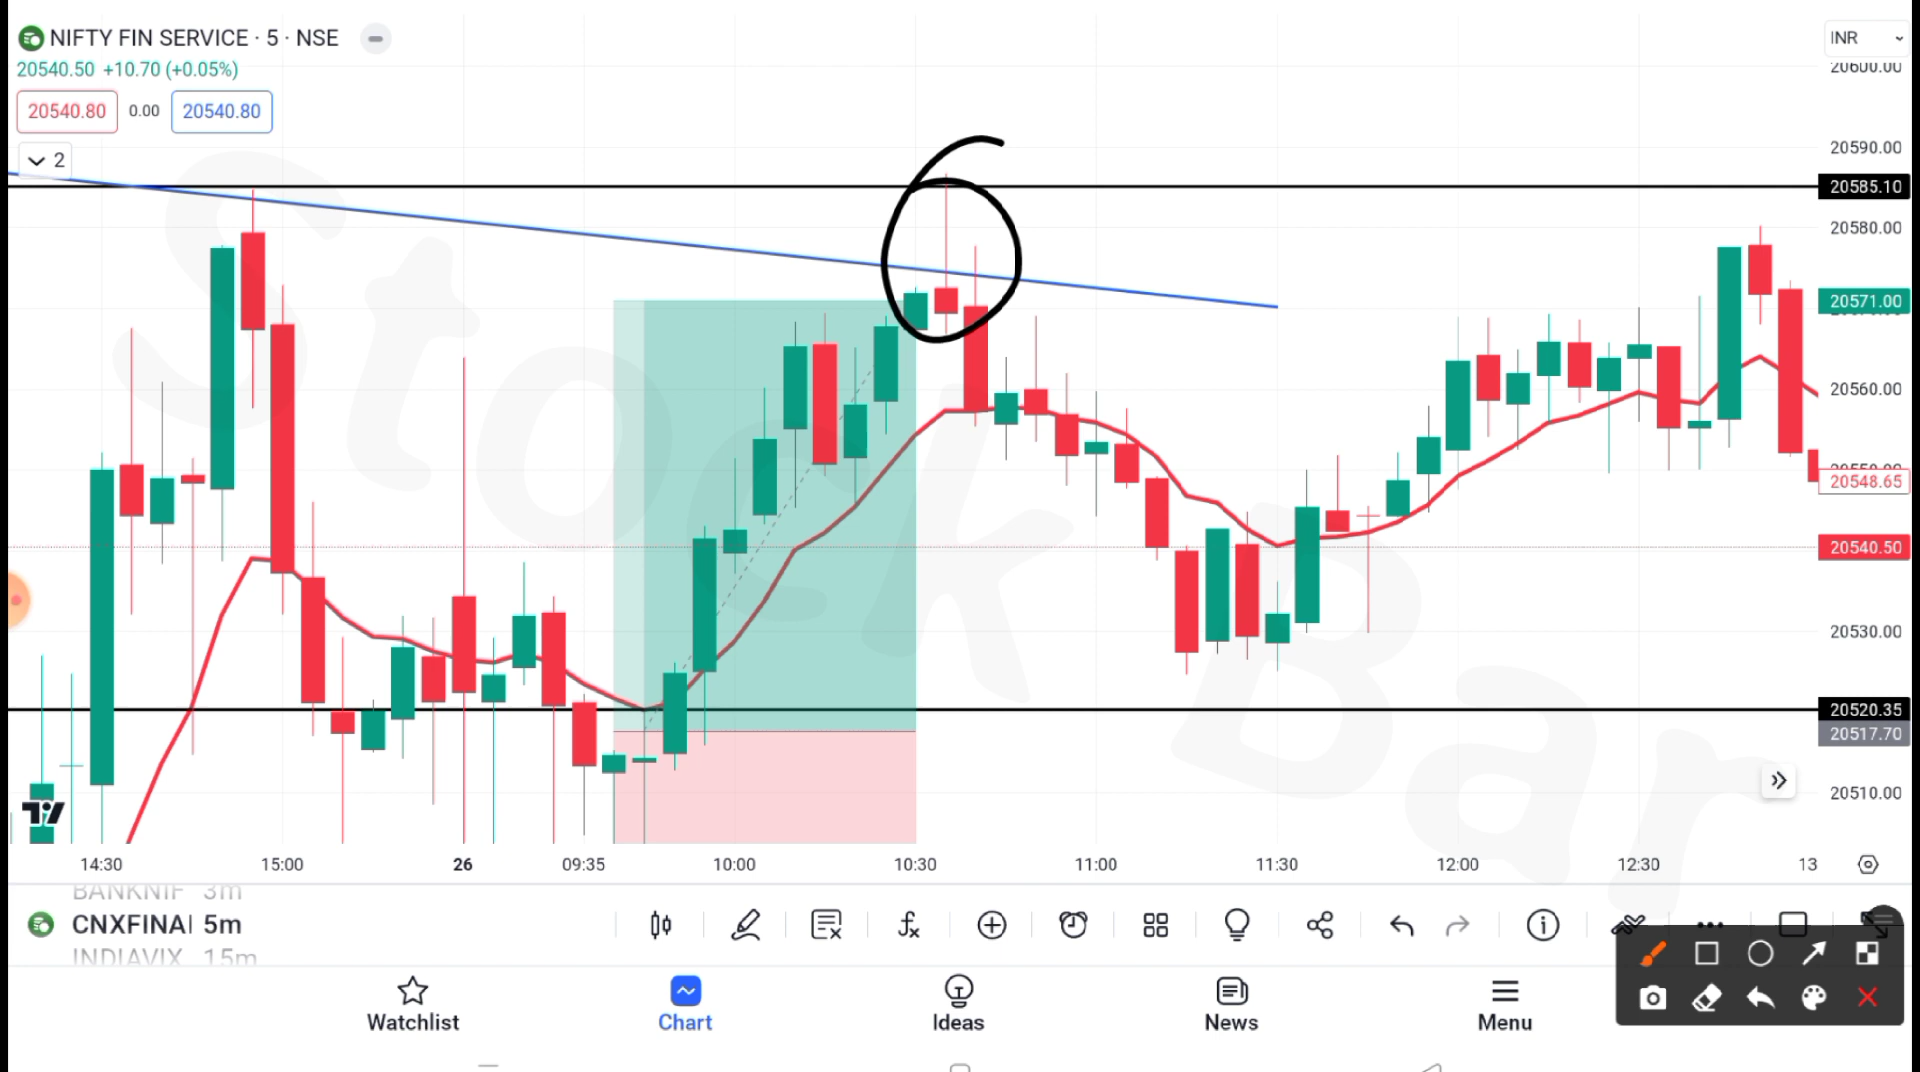 NIFTY FIN SERVICE · 5 · NSE
INR
20540.50 +10.70 (+0.05%)
20600.00
20540.80 0.00 20540.80
20590.00
2
20585.10
20580.00
20571.00
20560.00
20548.65
20540.50
20530.00
20520.35
20517.70
20510.00
Stock Bar
14:30 15:00 26 09:35 10:00 10:30 11:00 11:30 12:00 12:30 13
BANKNIF 3m
CNXFINAI 5m
INDIAVIX 15m
Watchlist Chart Ideas News Menu